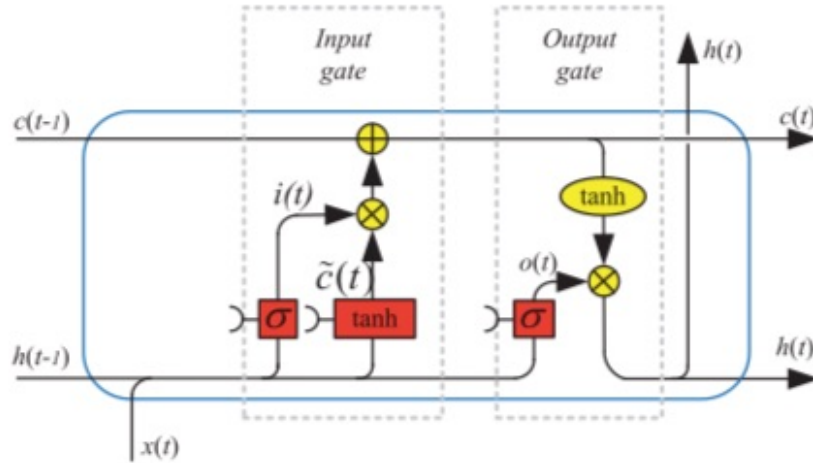 Input
gate
Output
gate
h(t)
c(t-1)
c(t)
i(t)
tanh
c̃(t)
o(t)
σ
tanh
σ
h(t-1)
h(t)
x(t)